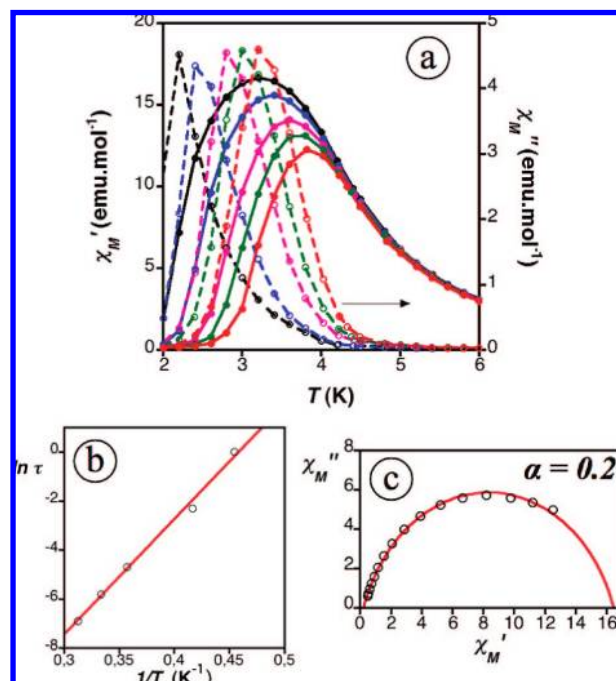 a
20
15
10
5
0
χM' (emu.mol-1)
5
4
3
2
1
0
χM'' (emu.mol-1)
2 3 4 5 6
T (K)
b
ln τ
0
-2
-4
-6
-8
0,3 0,35 0,4 0,45 0,5
1/T (K-1)
c
α = 0.2
χM''
8
6
4
2
0
0 2 4 6 8 10 12 14 16
χM'